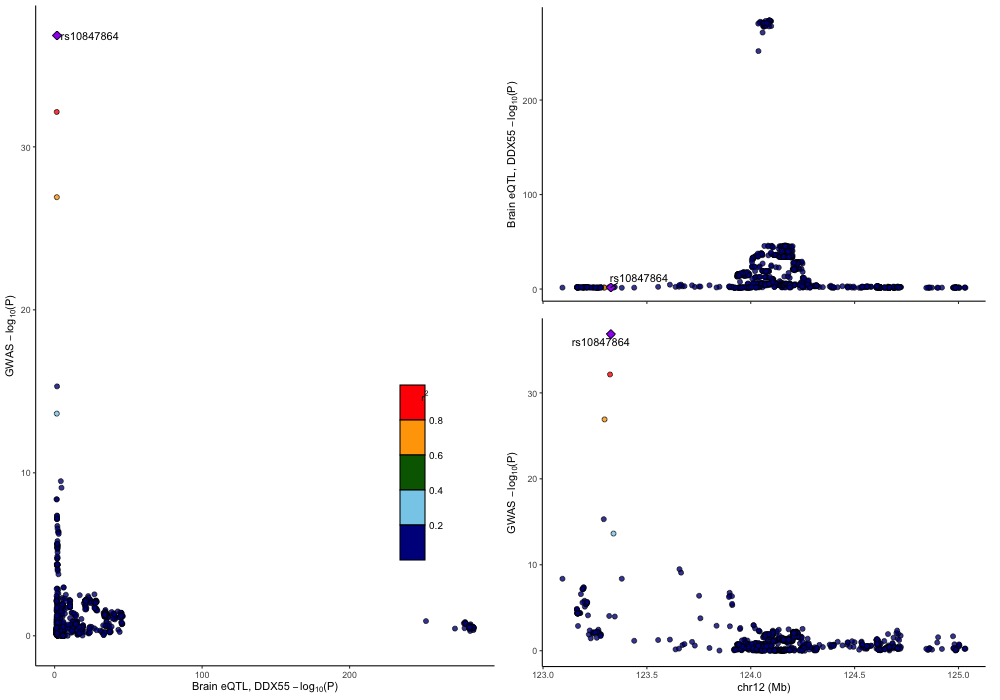 rs10847864
30
20
10
0
GWAS −log10(P)
r2
0.8
0.6
0.4
0.2
0
100
200
Brain eQTL, DDX55 −log10(P)
200
100
0
Brain eQTL, DDX55 −log10(P)
rs10847864
rs10847864
30
20
10
0
GWAS −log10(P)
123.0
123.5
124.0
124.5
125.0
chr12 (Mb)